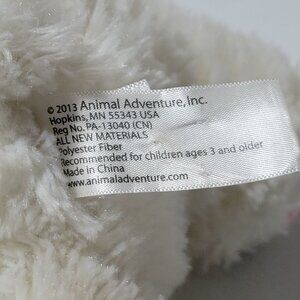 © 2013 Animal Adventure, Inc.
Hopkins, MN 55343 USA
Reg No. PA-13040 (CN)
ALL NEW MATERIALS
Polyester Fiber
Recommended for children ages 3 and older
Made in China
www.animaladventure.com